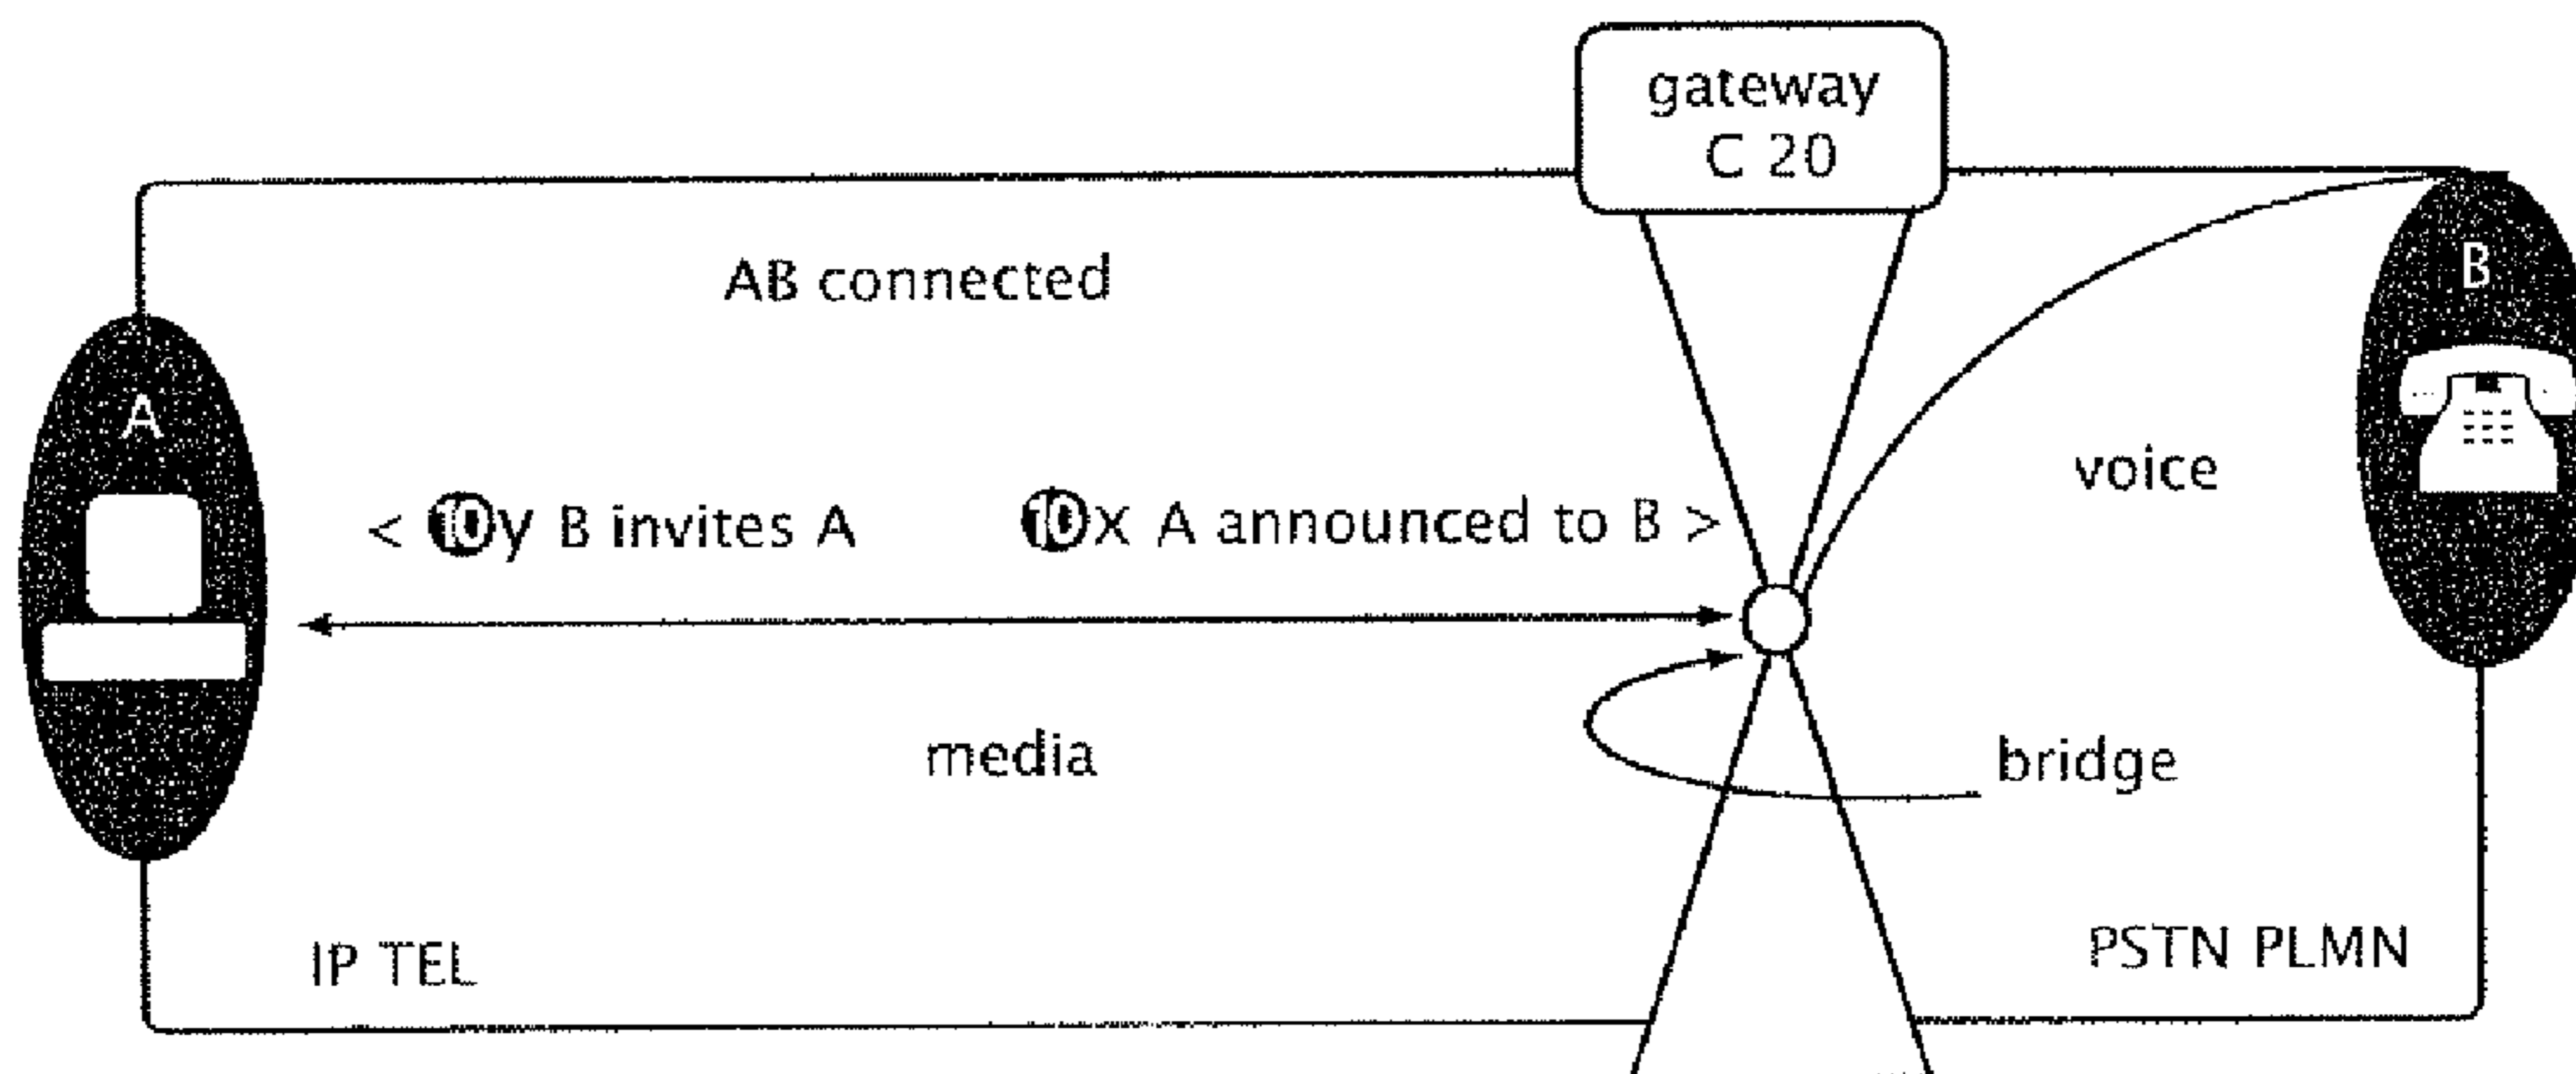 gateway
C 20
AB connected
A
B
voice
< 10y B invites A
10x A announced to B >
media
bridge
IP TEL
PSTN PLMN